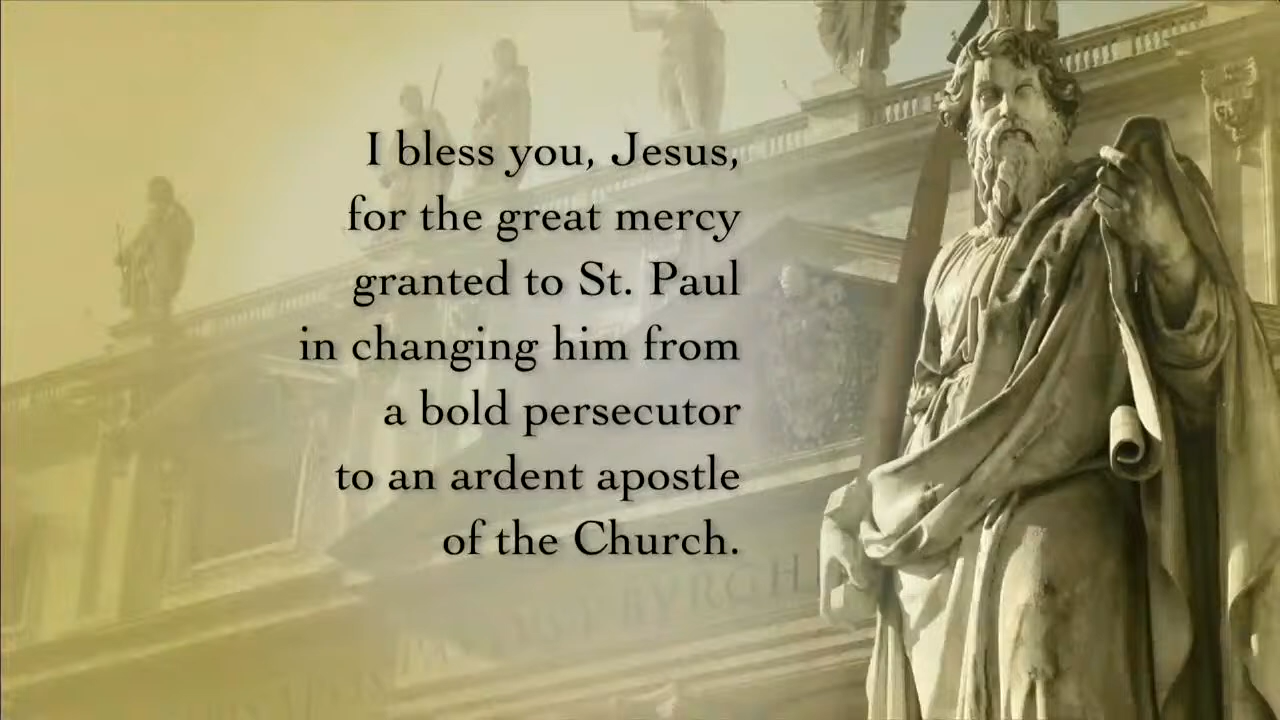 I bless you, Jesus,
for the great mercy
granted to St. Paul
in changing him from
a bold persecutor
to an ardent apostle
of the Church.